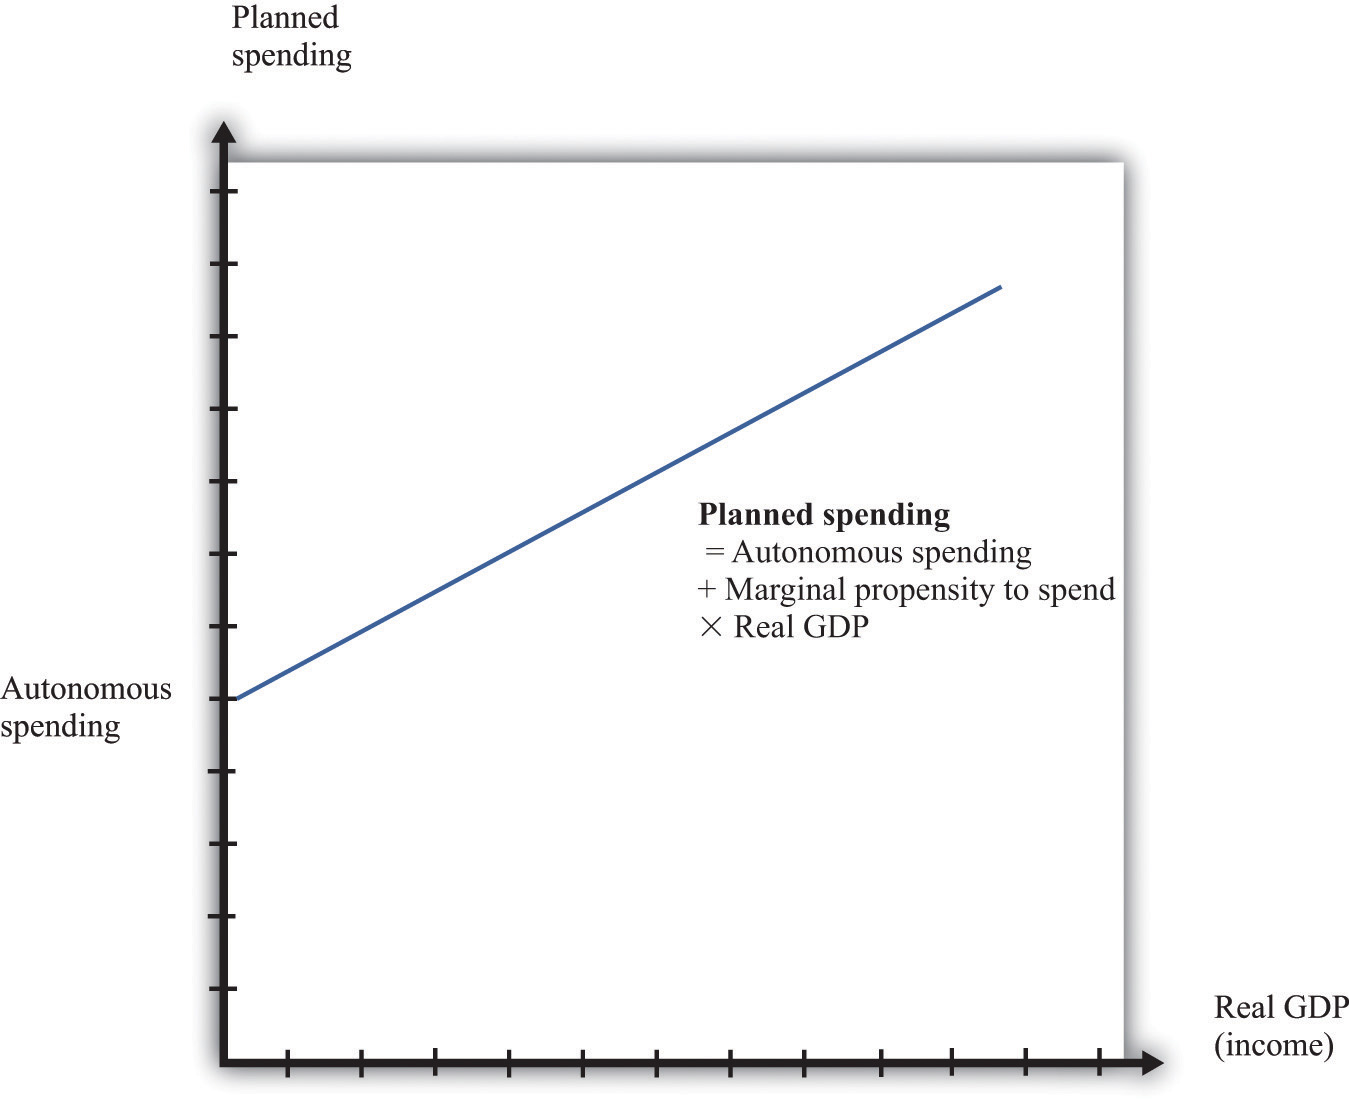 Planned
spending
Planned spending
= Autonomous spending
+ Marginal propensity to spend
× Real GDP
Autonomous
spending
Real GDP
(income)